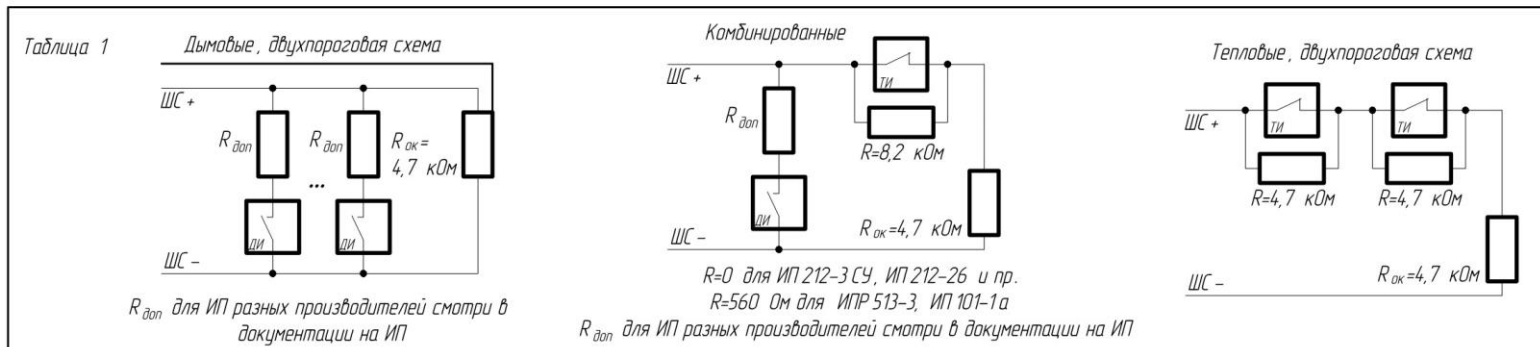 Таблица 1
Дымовые, двухпороговая схема
ШС +
R доп
R доп
R ок=
4,7 кОм
...
ДИ
ДИ
ШС –
R доп для ИП разных производителей смотри в
документации на ИП
Комбинированные
ШС +
ТИ
R доп
R=8,2 кОм
ДИ
R ок=4,7 кОм
ШС –
R=0 для ИП 212–3 СУ, ИП 212–26 и пр.
R=560 Ом для ИПР 513–3, ИП 101–1а
R доп для ИП разных производителей смотри в документации на ИП
Тепловые, двухпороговая схема
ШС +
ТИ
ТИ
R=4,7 кОм
R=4,7 кОм
R ок=4,7 кОм
ШС –